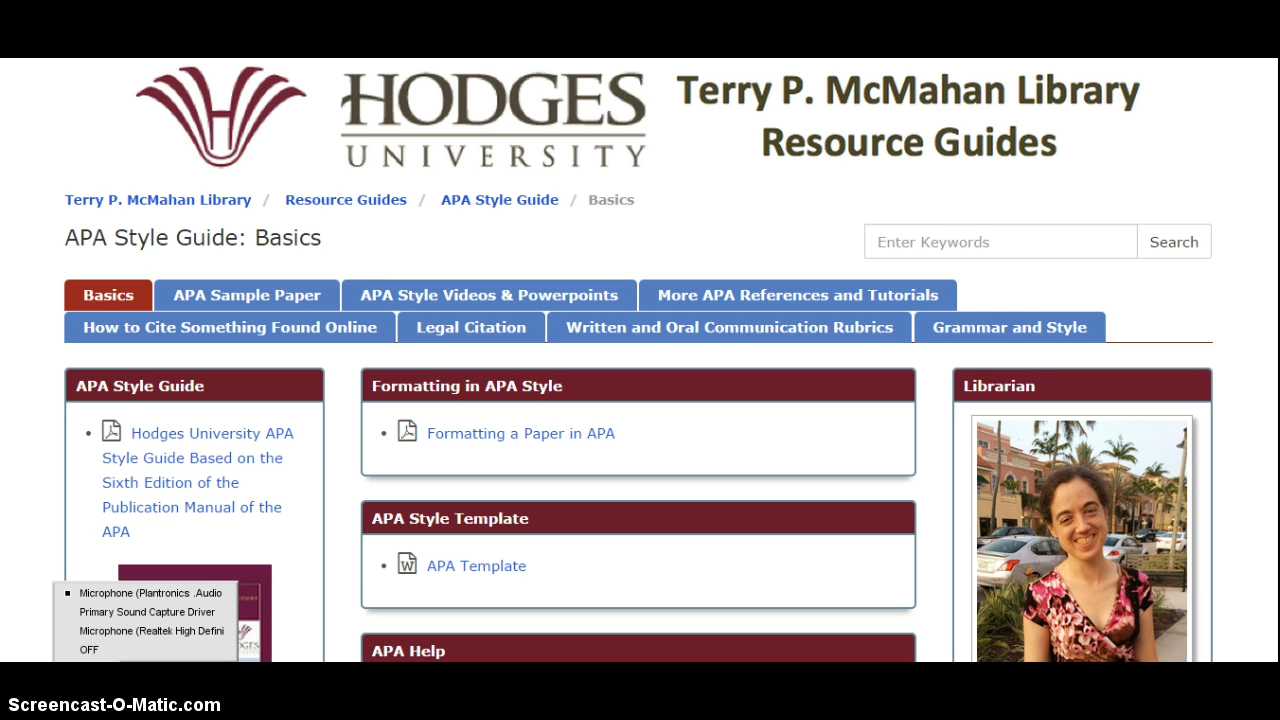 HODGES
UNIVERSITY
Terry P. McMahan Library
Resource Guides
Terry P. McMahan Library / Resource Guides / APA Style Guide / Basics
APA Style Guide: Basics
Enter Keywords
Search
Basics
APA Sample Paper
APA Style Videos & Powerpoints
More APA References and Tutorials
How to Cite Something Found Online
Legal Citation
Written and Oral Communication Rubrics
Grammar and Style
APA Style Guide
Hodges University APA
Style Guide Based on the
Sixth Edition of the
Publication Manual of the
APA
Microphone (Plantronics .Audio
Primary Sound Capture Driver
Microphone (Realtek High Defini
OFF
Formatting in APA Style
Formatting a Paper in APA
APA Style Template
W
APA Template
APA Help
Librarian
Screencast-O-Matic.com